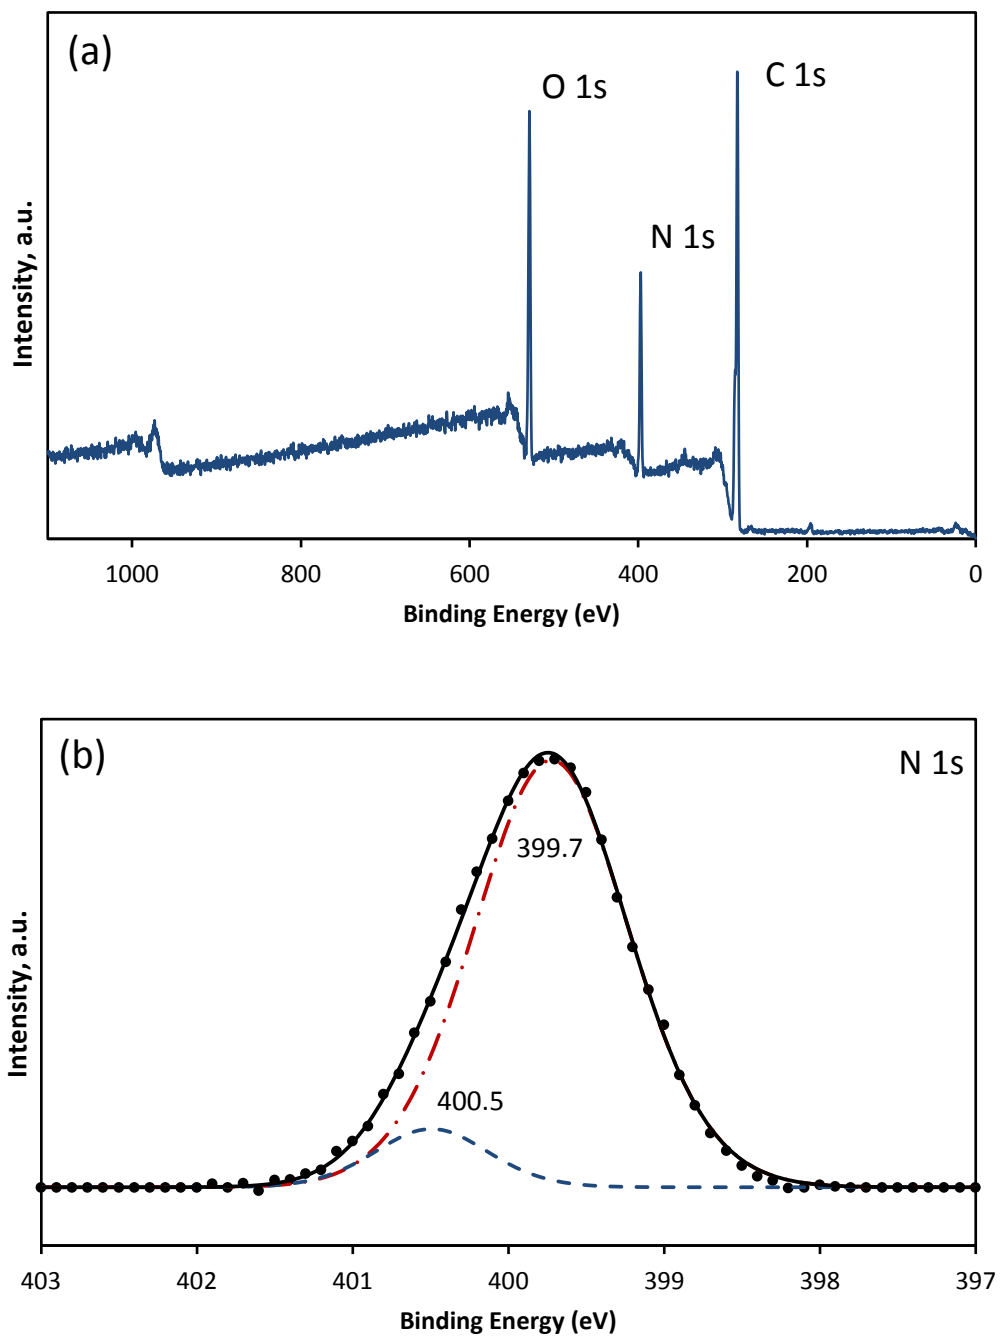 (a)
C 1s
O 1s
N 1s
Intensity, a.u.
1000 800 600 400 200 0
Binding Energy (eV)
(b)
N 1s
399.7
400.5
Intensity, a.u.
403 402 401 400 399 398 397
Binding Energy (eV)